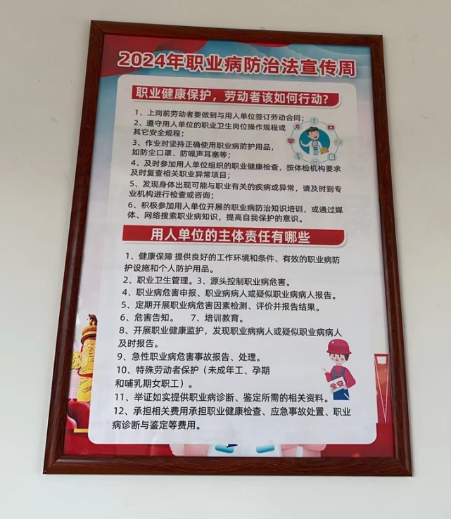 2024年职业病防治法宣传周
职业健康保护，劳动者该如何行动？
1、上岗前劳动者要做到与用人单位签订劳动合同；
2、遵守用人单位的职业卫生岗位操作规程或
其它安全规程；
3、作业时坚持正确使用职业病防护用品，
如防尘口罩、防噪声耳塞等；
4、及时参加用人单位组织的职业健康检查，按体检机构要求
及时复查相关职业异常项目；
5、发现身体出现可能与职业有关的疾病或异常，请及时到专
业机构进行检查或咨询；
6、积极参加用人单位开展的职业病防治知识培训，或通过媒
体、网络搜索职业病知识，提高自我保护的意识。
用人单位的主体责任有哪些
1、健康保障 提供良好的工作环境和条件、有效的职业病防
护设施和个人防护用品。
2、职业卫生管理。3、源头控制职业病危害。
4、职业病危害申报、职业病病人或疑似职业病病人报告。
5、定期开展职业病危害因素检测、评价并报告结果。
6、危害告知。 7、培训教育。
8、开展职业健康监护，发现职业病病人或疑似职业病病人
及时报告。
9、急性职业病危害事故报告、处理。
10、特殊劳动者保护（未成年工、孕期
和哺乳期女职工）。
11、举证如实提供职业病诊断、鉴定所需的相关资料。
12、承担相关费用承担职业健康检查、应急事故处置、职业
病诊断与鉴定等费用。
安全